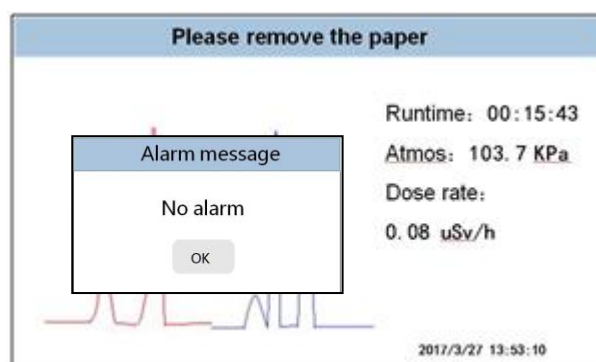 Please remove the paper
Runtime: 00:15:43
Alarm message
Atmos: 103.7 KPa
No alarm
Dose rate:
OK
0.08 uSv/h
2017/3/27 13:53:10